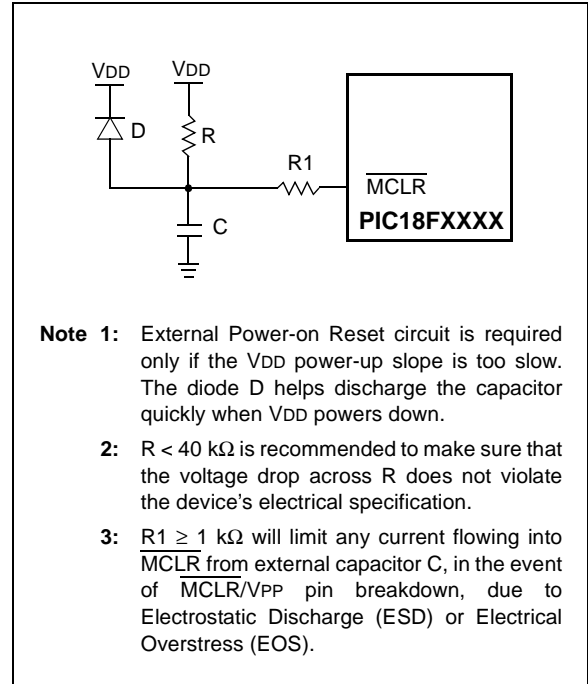 VDD VDD
D
R
R1
C
MCLR
PIC18FXXXX
Note 1: External Power-on Reset circuit is required
only if the VDD power-up slope is too slow.
The diode D helps discharge the capacitor
quickly when VDD powers down.
2: R < 40 kΩ is recommended to make sure that
the voltage drop across R does not violate
the device's electrical specification.
3: R1 ≥ 1 kΩ will limit any current flowing into
MCLR from external capacitor C, in the event
of MCLR/VPP pin breakdown, due to
Electrostatic Discharge (ESD) or Electrical
Overstress (EOS).